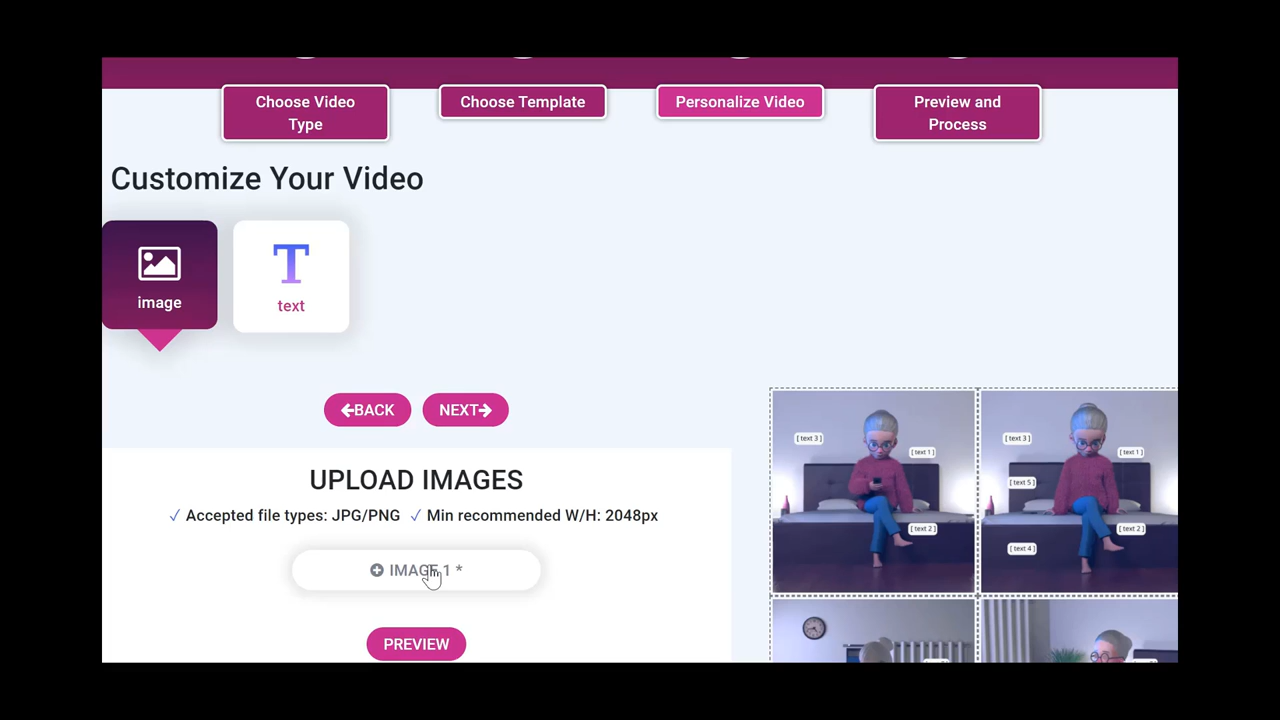 Choose Video
Type
Choose Template
Personalize Video
Preview and
Process
Customize Your Video
image
T
text
BACK
NEXT
UPLOAD IMAGES
✓ Accepted file types: JPG/PNG ✓ Min recommended W/H: 2048px
IMAGE 1 *
PREVIEW
[ text 3 ]
[ text 1 ]
[ text 2 ]
[ text 3 ]
[ text 1 ]
[ text 5 ]
[ text 2 ]
[ text 4 ]